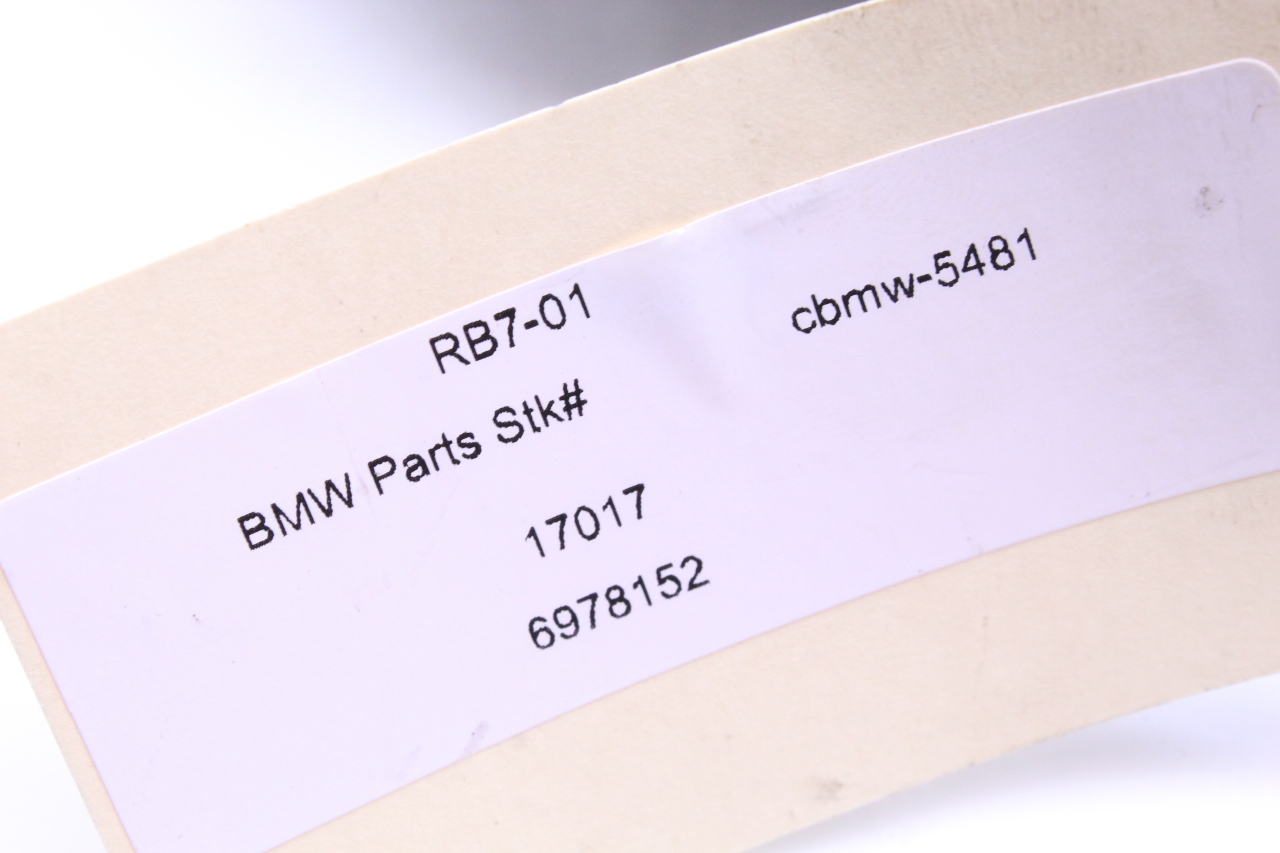 RB7-01
cbmw-5481
BMW Parts Stk#
17017
6978152